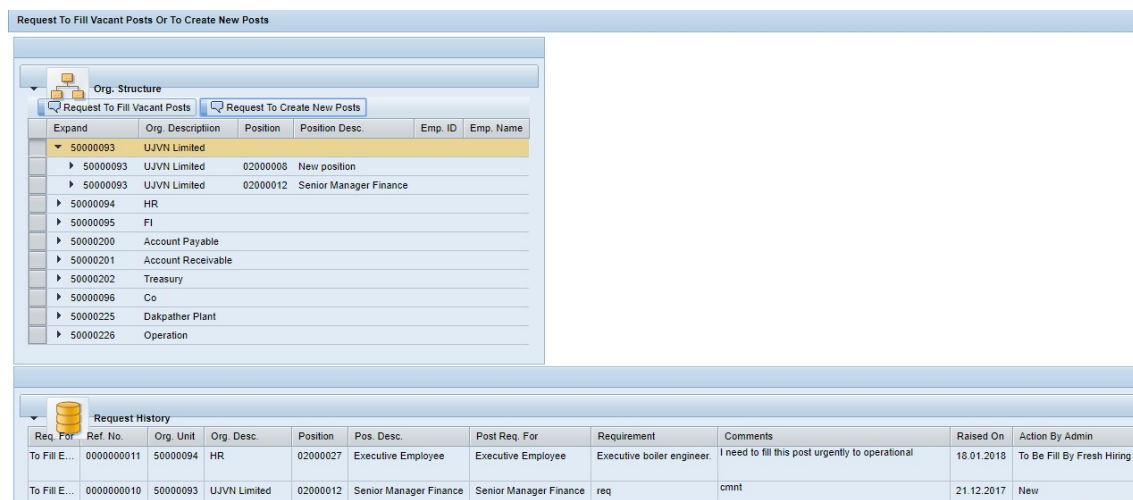 Request To Fill Vacant Posts Or To Create New Posts
Org. Structure
Request To Fill Vacant Posts Request To Create New Posts
Expand Org. Descriptiion Position Position Desc. Emp. ID Emp. Name
50000093 UJVN Limited
50000093 UJVN Limited 02000008 New position
50000093 UJVN Limited 02000012 Senior Manager Finance
50000094 HR
50000095 FI
50000200 Account Payable
50000201 Account Receivable
50000202 Treasury
50000096 Co
50000225 Dakpather Plant
50000226 Operation
Request History
Req. For Ref. No. Org. Unit Org. Desc. Position Pos. Desc. Post Req. For Requirement Comments Raised On Action By Admin
To Fill E... 0000000011 50000094 HR 02000027 Executive Employee Executive Employee Executive boiler engineer. I need to fill this post urgently to operational 18.01.2018 To Be Fill By Fresh Hiring
To Fill E... 0000000010 50000093 UJVN Limited 02000012 Senior Manager Finance Senior Manager Finance req cmnt 21.12.2017 New